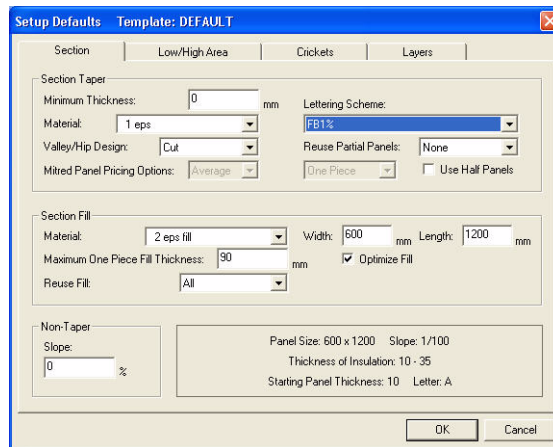 Setup Defaults Template: DEFAULT
Section Low/High Area Crickets Layers
Section Taper
Minimum Thickness: 0 mm Lettering Scheme:
Material: 1 eps FB1%
Valley/Hip Design: Cut Reuse Partial Panels: None
Mitred Panel Pricing Options: Average One Piece Use Half Panels
Section Fill
Material: 2 eps fill Width: 600 mm Length: 1200 mm
Maximum One Piece Fill Thickness: 90 mm Optimize Fill
Reuse Fill: All
Non-Taper
Slope:
0 %
Panel Size: 600 x 1200 Slope: 1/100
Thickness of Insulation: 10 - 35
Starting Panel Thickness: 10 Letter: A
OK Cancel